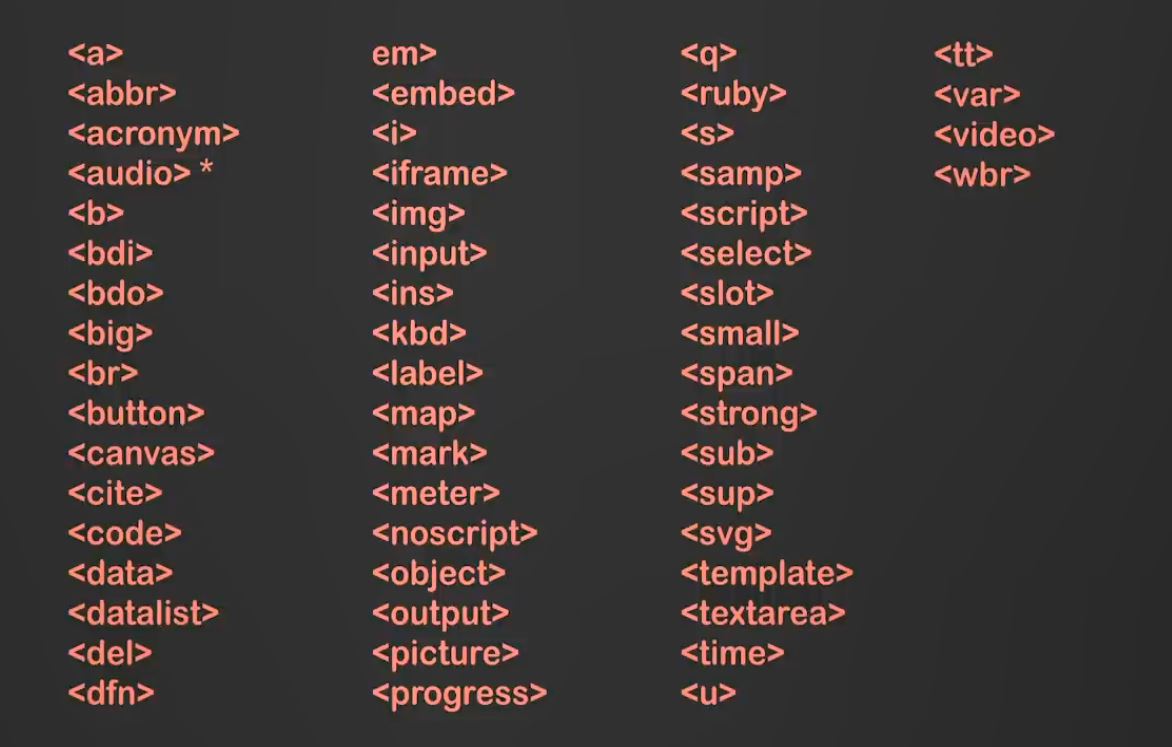 <a>
<abbr>
<acronym>
<audio> *
<b>
<bdi>
<bdo>
<big>
<br>
<button>
<canvas>
<cite>
<code>
<data>
<datalist>
<del>
<dfn>
em>
<embed>
<i>
<iframe>
<img>
<input>
<ins>
<kbd>
<label>
<map>
<mark>
<meter>
<noscript>
<object>
<output>
<picture>
<progress>
<q>
<ruby>
<s>
<samp>
<script>
<select>
<slot>
<small>
<span>
<strong>
<sub>
<sup>
<svg>
<template>
<textarea>
<time>
<u>
<tt>
<var>
<video>
<wbr>